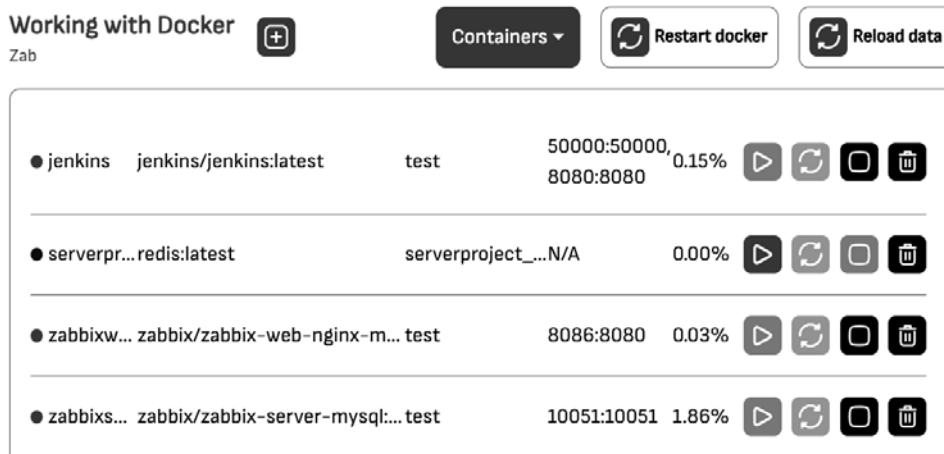 Working with Docker
Zab
Containers
Restart docker
Reload data
jenkins jenkins/jenkins:latest test 50000:50000, 8080:8080 0.15%
serverpr... redis:latest serverproject_... N/A 0.00%
zabbixw... zabbix/zabbix-web-nginx-m... test 8086:8080 0.03%
zabbixs... zabbix/zabbix-server-mysql:... test 10051:10051 1.86%